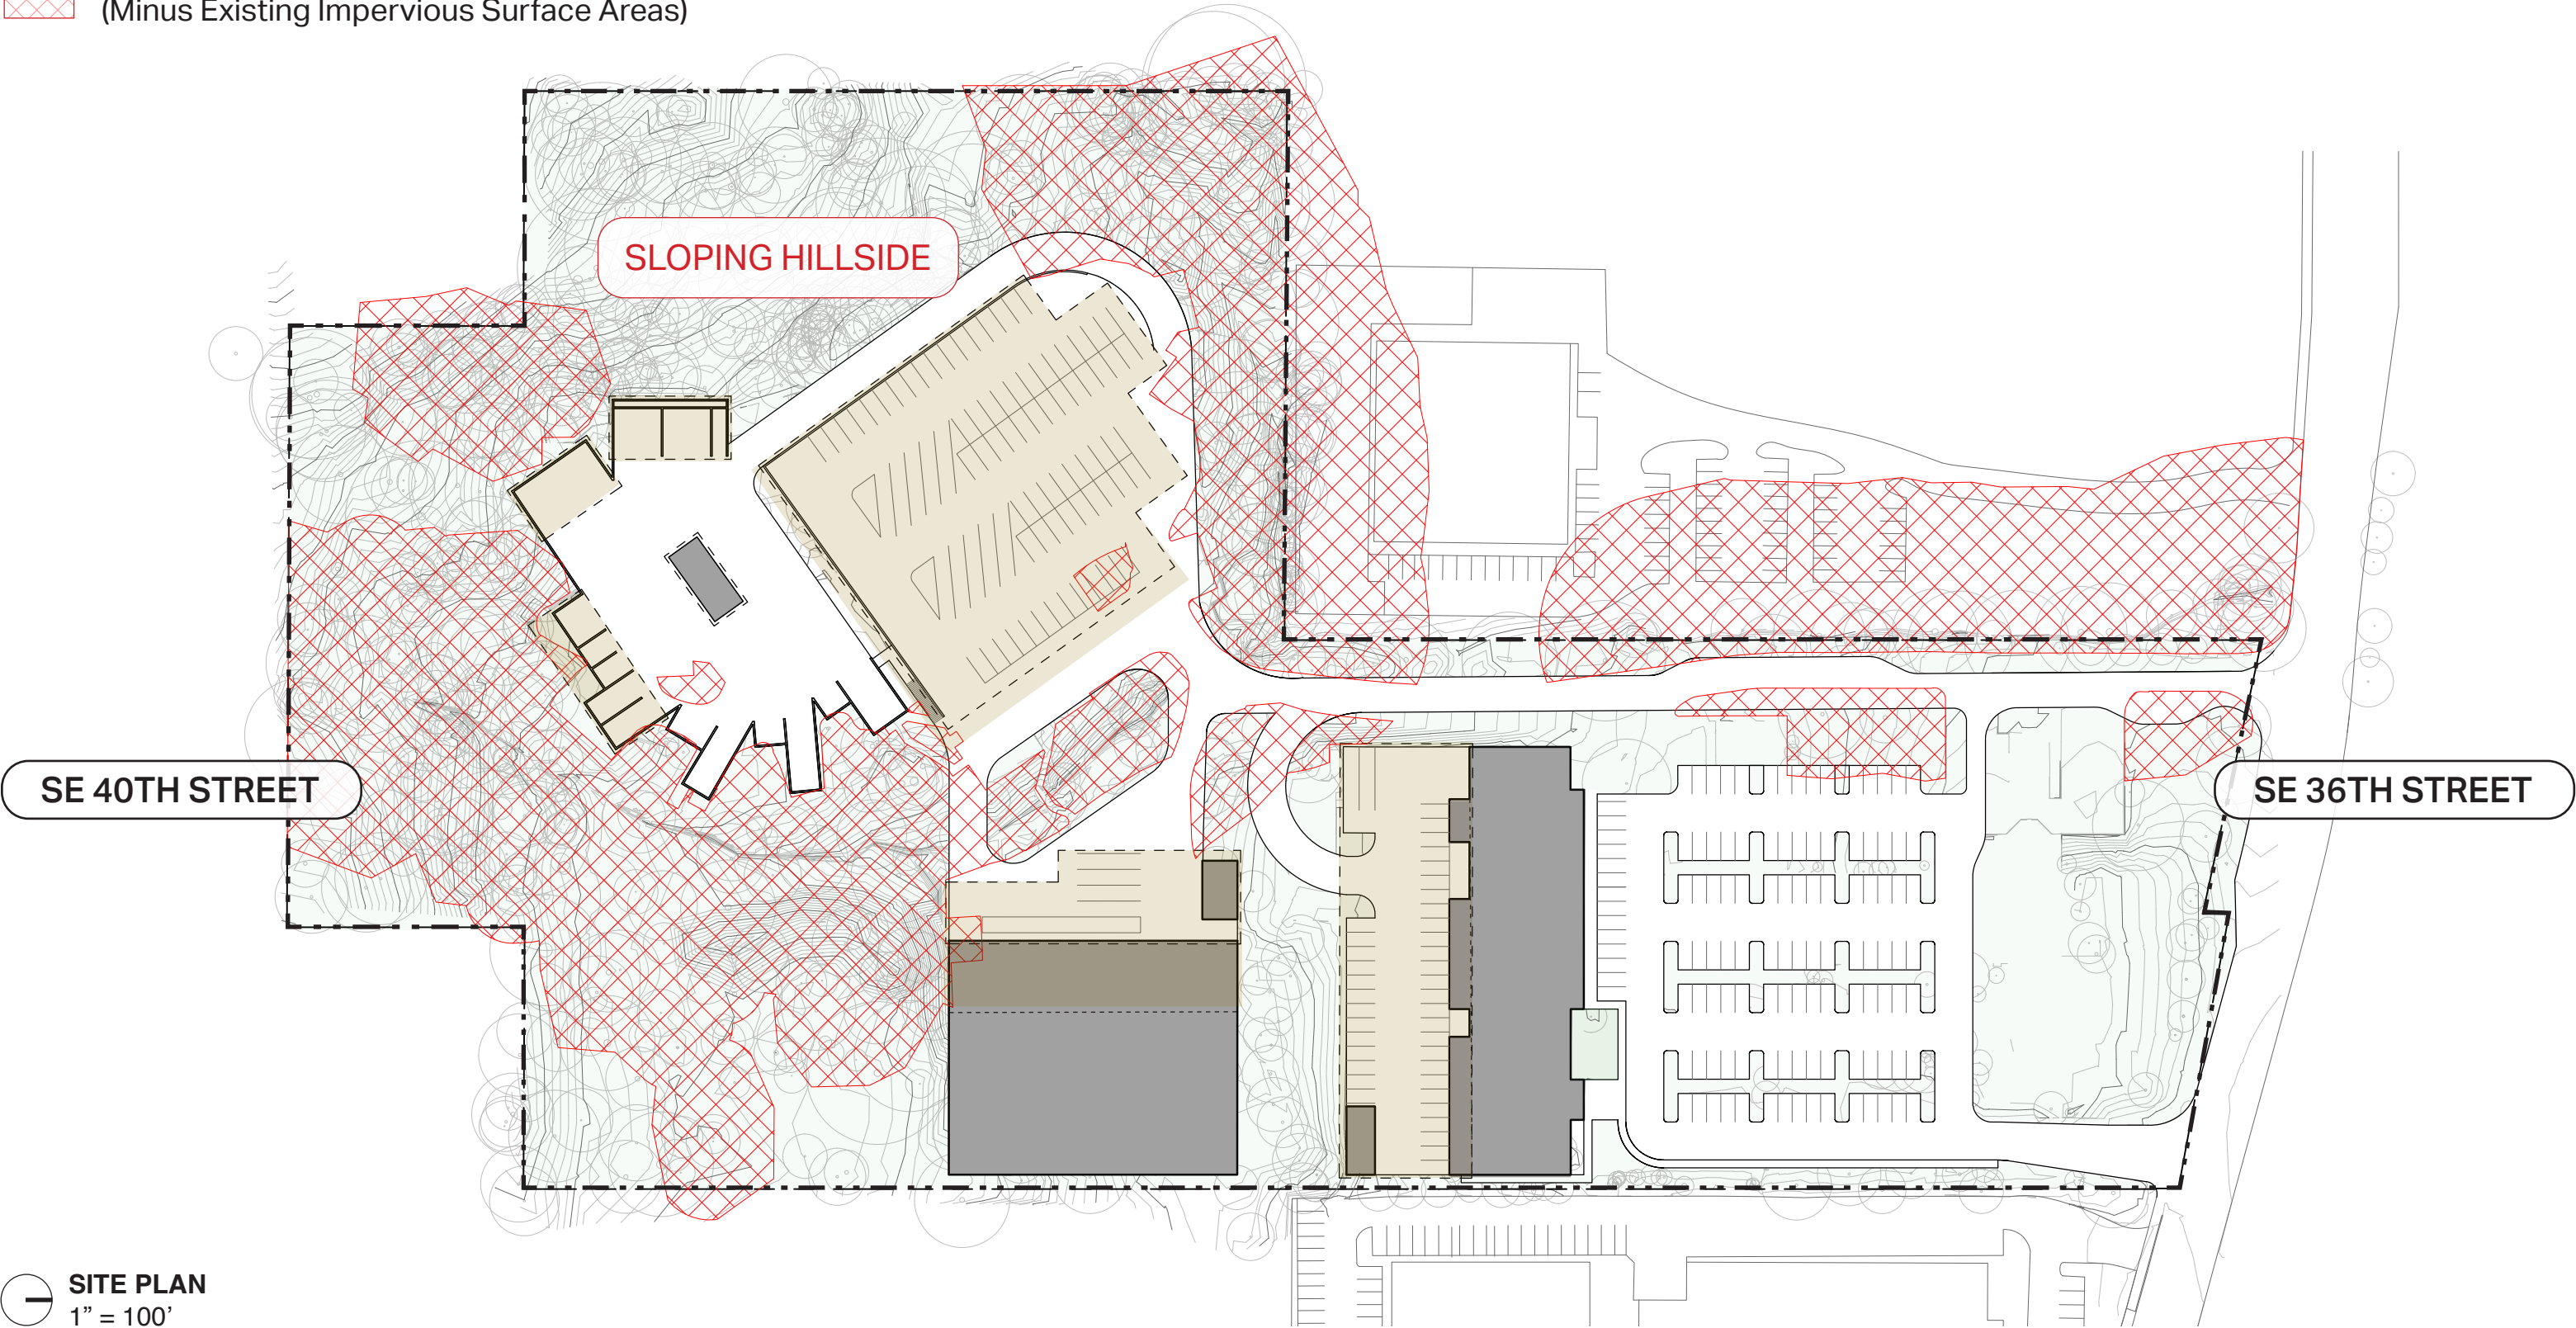 (Minus Existing Impervious Surface Areas)
SLOPING HILLSIDE
SE 40TH STREET
SE 36TH STREET
SITE PLAN
1” = 100’